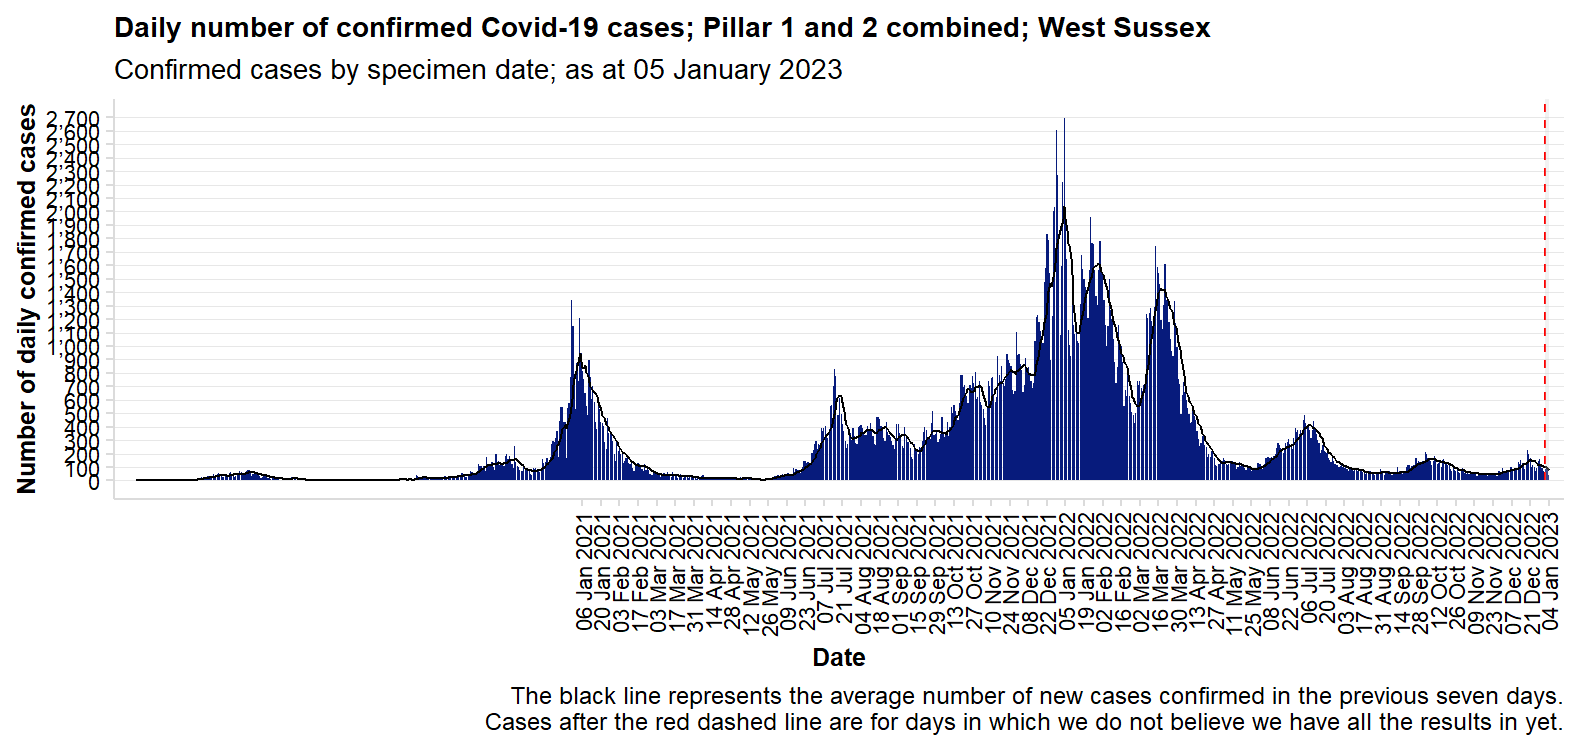 Daily number of confirmed Covid-19 cases; Pillar 1 and 2 combined; West Sussex
Confirmed cases by specimen date; as at 05 January 2023
Number of daily confirmed cases
2,700
2,600
2,500
2,400
2,300
2,200
2,100
2,000
1,900
1,800
1,700
1,600
1,500
1,400
1,300
1,200
1,100
1,000
900
800
700
600
500
400
300
200
100
0
06 Jan 2021
20 Jan 2021
03 Feb 2021
17 Feb 2021
03 Mar 2021
17 Mar 2021
31 Mar 2021
14 Apr 2021
28 Apr 2021
12 May 2021
26 May 2021
09 Jun 2021
23 Jun 2021
07 Jul 2021
21 Jul 2021
04 Aug 2021
18 Aug 2021
01 Sep 2021
15 Sep 2021
29 Sep 2021
13 Oct 2021
27 Oct 2021
10 Nov 2021
24 Nov 2021
08 Dec 2021
22 Dec 2021
05 Jan 2022
19 Jan 2022
02 Feb 2022
16 Feb 2022
02 Mar 2022
16 Mar 2022
30 Mar 2022
13 Apr 2022
27 Apr 2022
11 May 2022
25 May 2022
08 Jun 2022
22 Jun 2022
06 Jul 2022
20 Jul 2022
03 Aug 2022
17 Aug 2022
31 Aug 2022
14 Sep 2022
28 Sep 2022
12 Oct 2022
26 Oct 2022
09 Nov 2022
23 Nov 2022
07 Dec 2022
21 Dec 2022
04 Jan 2023
Date
The black line represents the average number of new cases confirmed in the previous seven days.
Cases after the red dashed line are for days in which we do not believe we have all the results in yet.